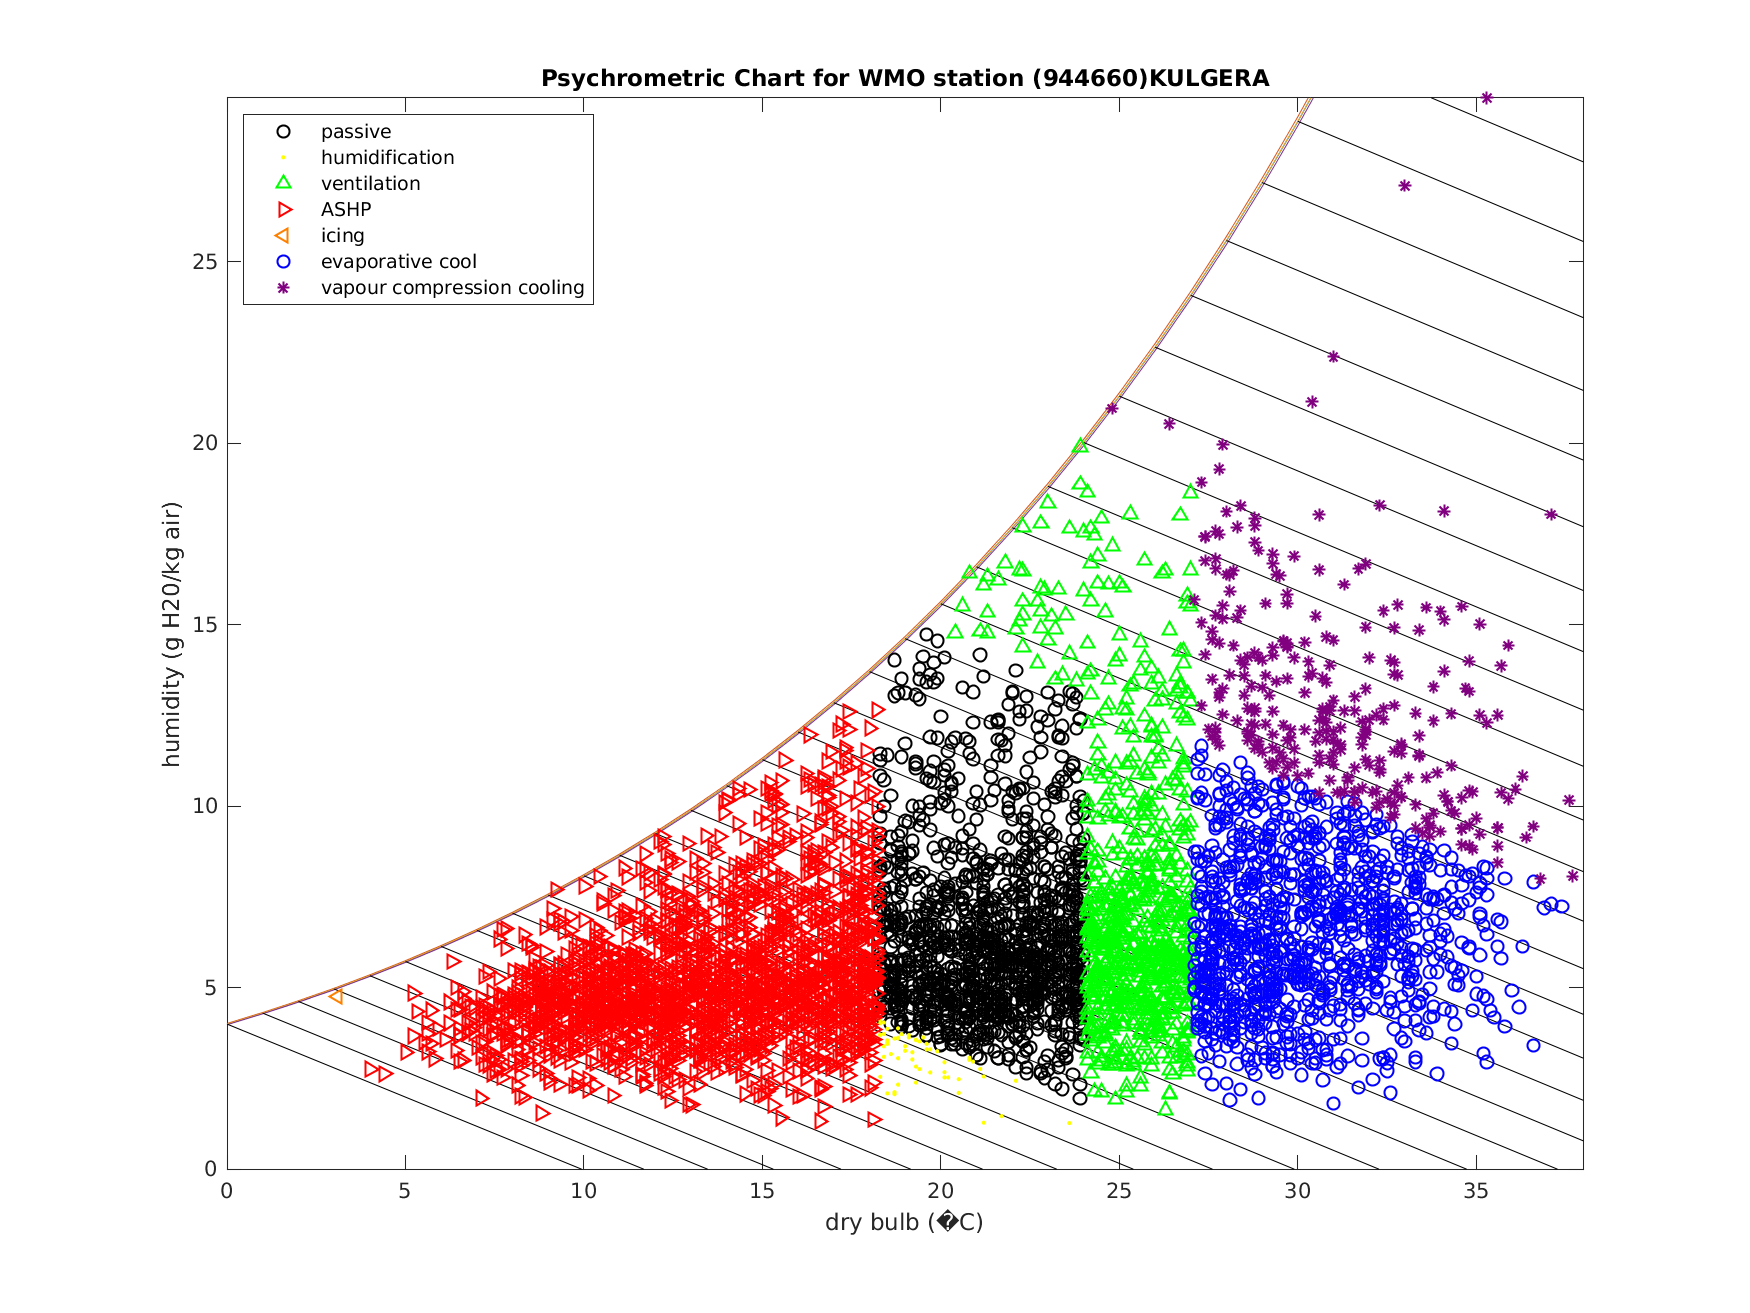 Psychrometric Chart for WMO station (944660)KULGERA
passive
humidification
ventilation
ASHP
icing
evaporative cool
vapour compression cooling
humidity (g H20/kg air)
25
20
15
10
5
0
0 5 10 15 20 25 30 35
dry bulb (�C)